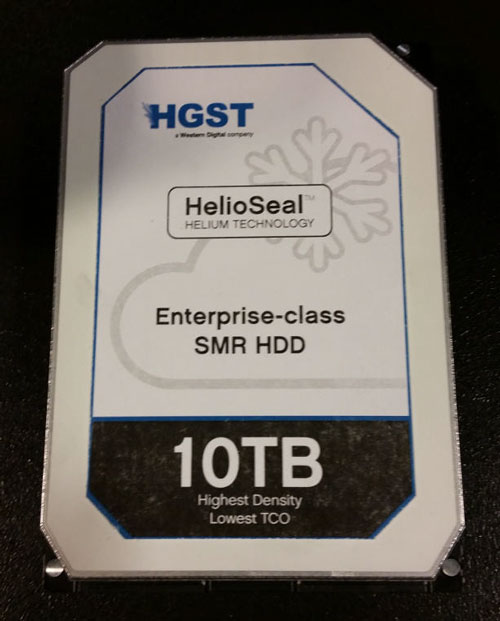 HGST
a Western Digital company
HelioSeal™
HELIUM TECHNOLOGY
Enterprise-class
SMR HDD
10TB
Highest Density
Lowest TCO